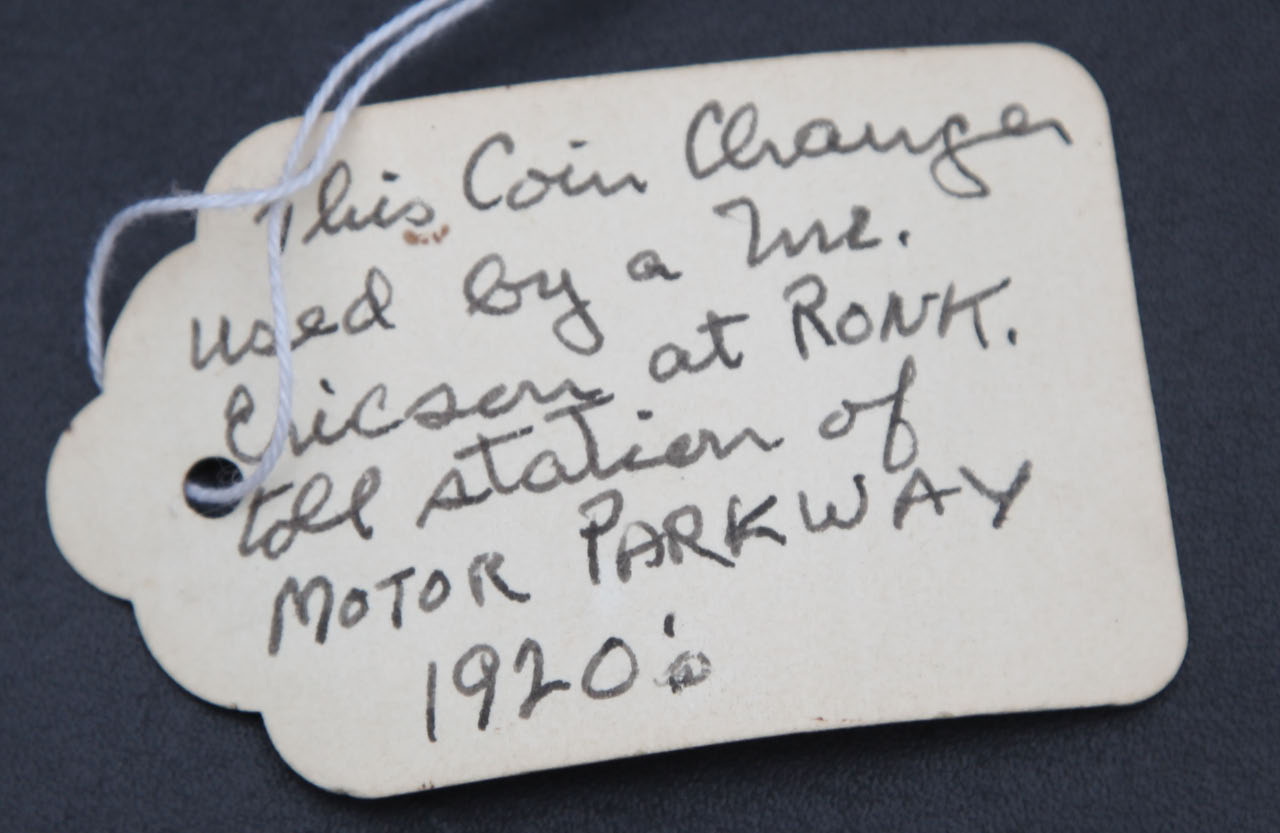 This Coin Changer
used by a Mr.
Ericson at RONK.
toll station of
MOTOR PARKWAY
1920's